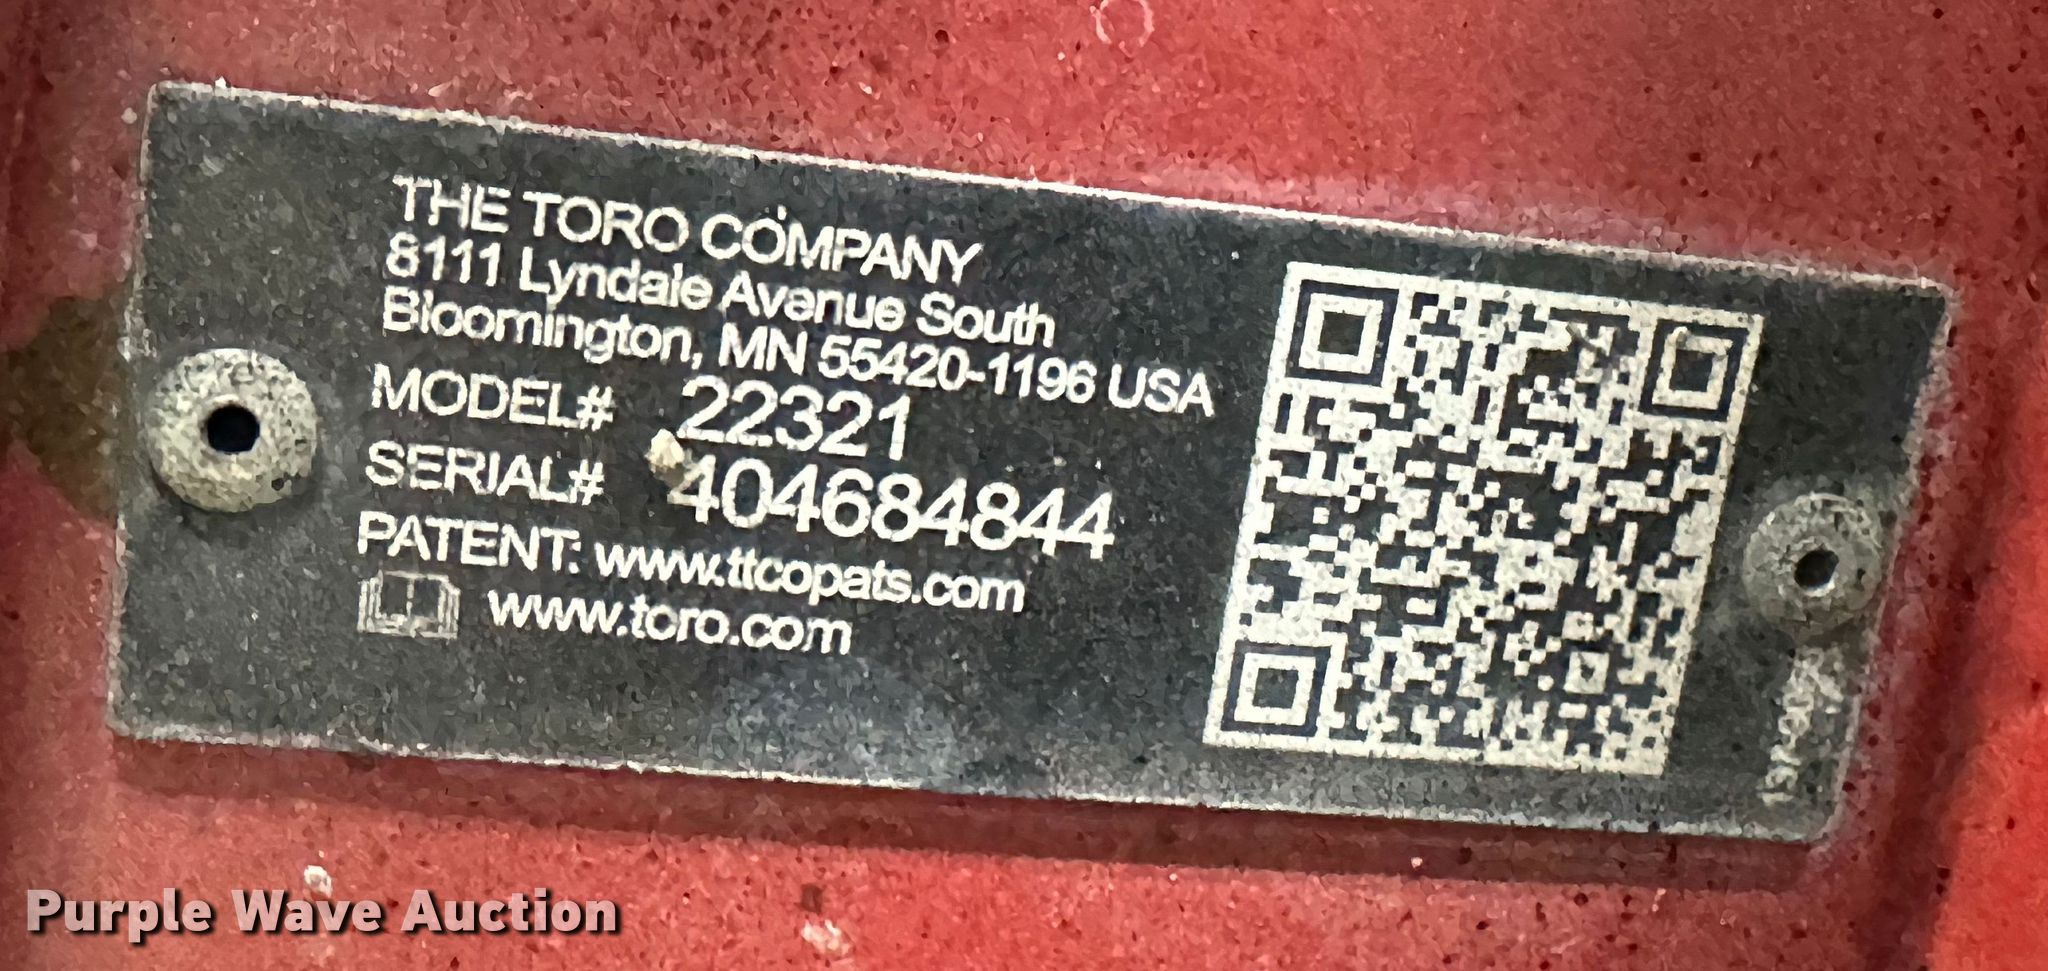 THE TORO COMPANY
8111 Lyndale Avenue South
Bloomington, MN 55420-1196 USA
MODEL# 22321
SERIAL# 404684844
PATENT: www.ttcopats.com
www.toro.com
Purple Wave Auction